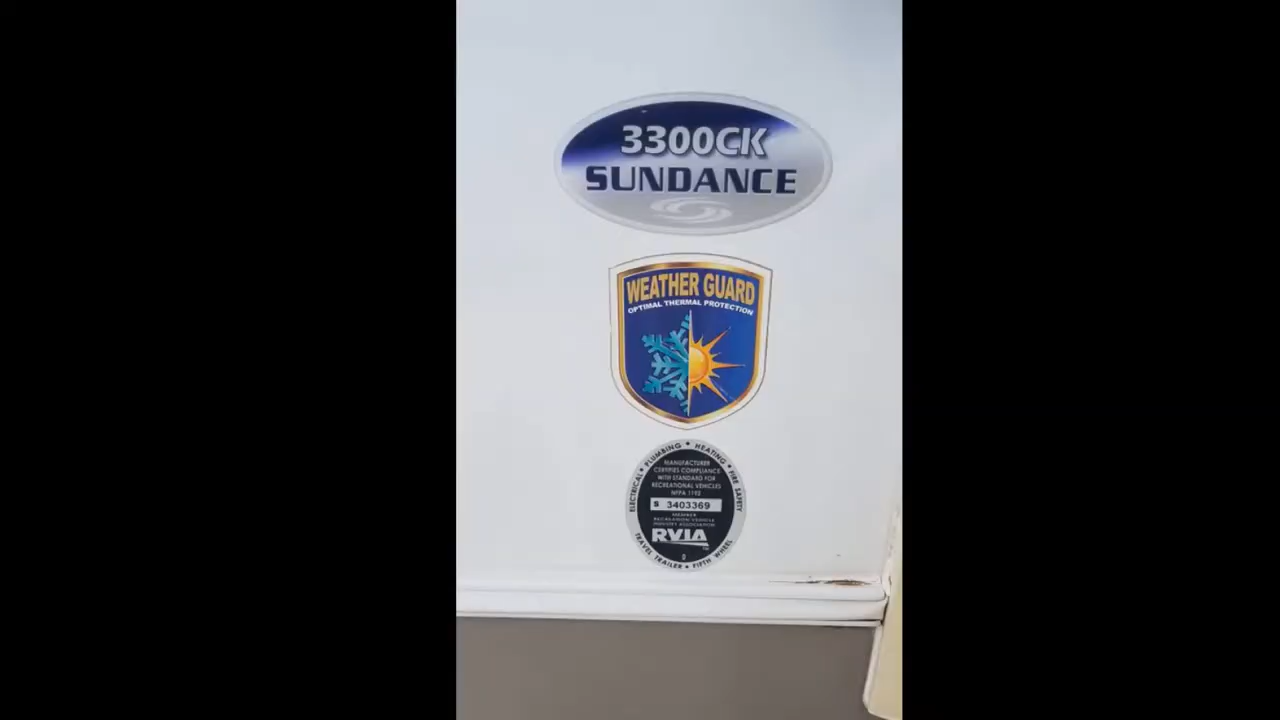 3300CK
SUNDANCE
WEATHER GUARD
OPTIMAL THERMAL PROTECTION
ELECTRICAL • PLUMBING • HEATING • FIRE SAFETY
MANUFACTURER
CERTIFIES COMPLIANCE
WITH STANDARD FOR
RECREATIONAL VEHICLES
NFPA 1192
S 3403369
MEMBER
RECREATION VEHICLE
INDUSTRY ASSOCIATION
RVIA
TRAVEL TRAILER • FIFTH WHEEL